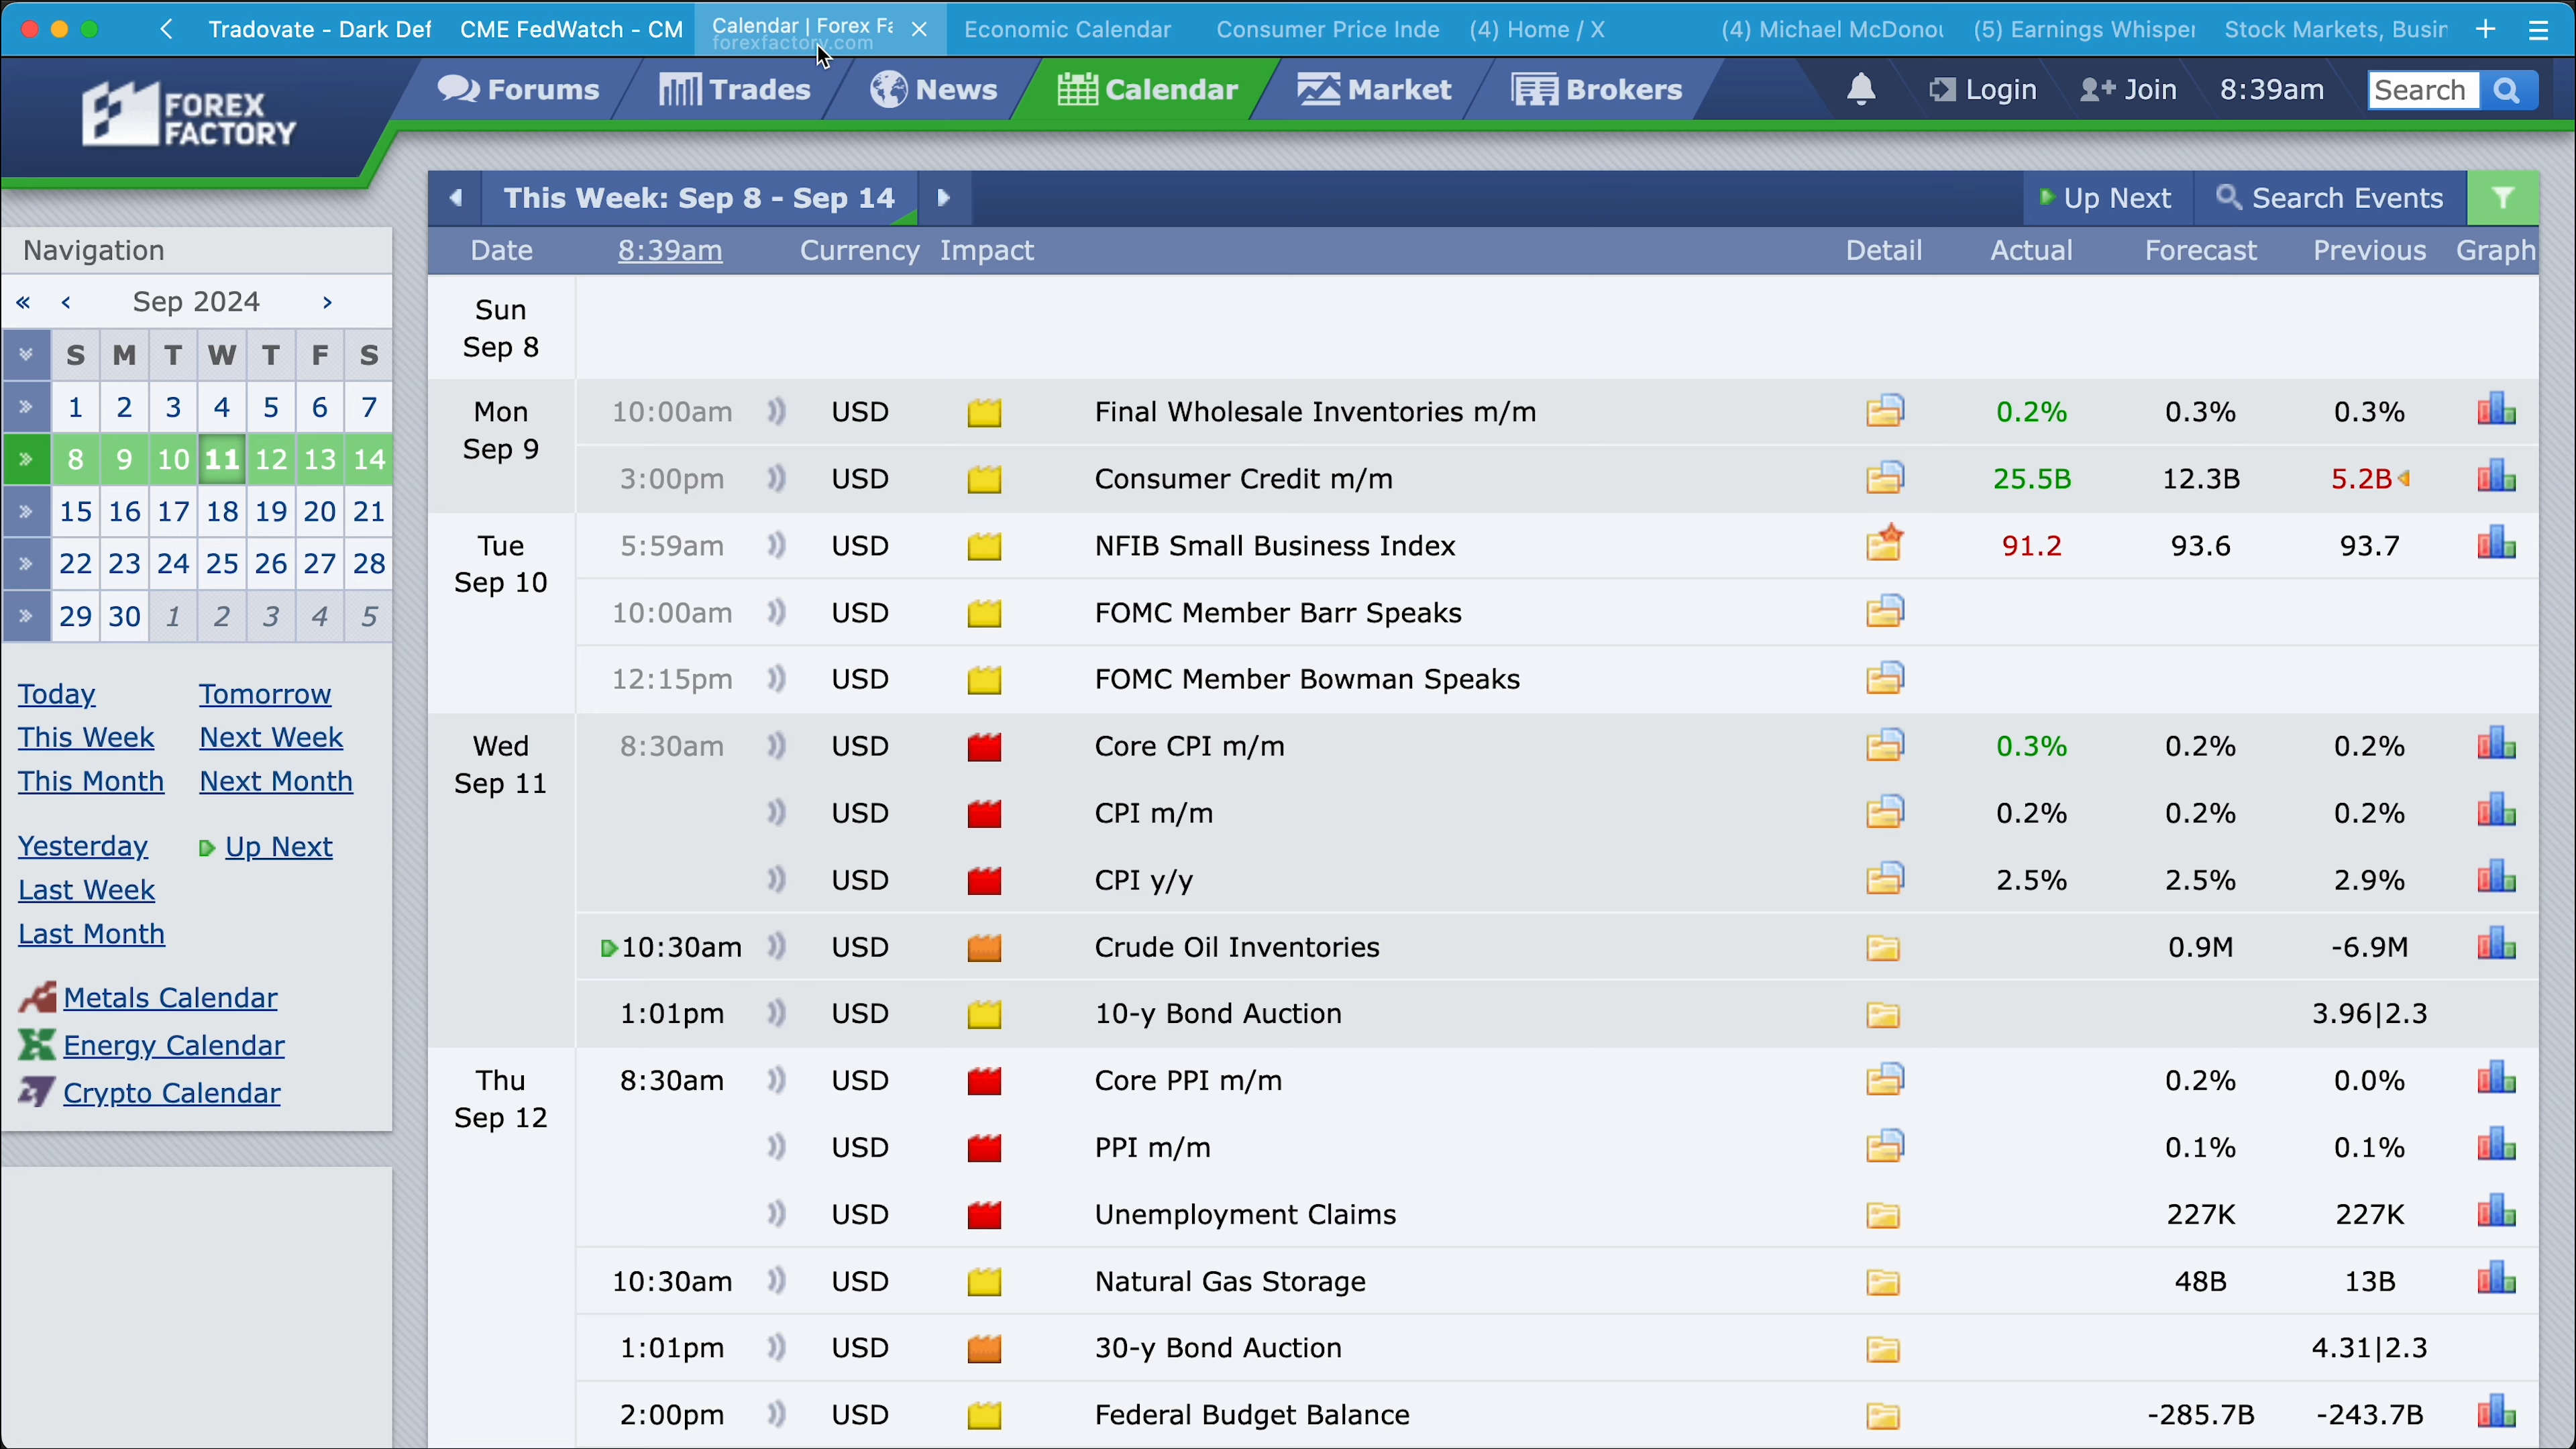 Tradovate - Dark Def
CME FedWatch - CM
Calendar | Forex Fa
forexfactory.com
Economic Calendar
Consumer Price Inde
(4) Home / X
(4) Michael McDonou
(5) Earnings Whisper
Stock Markets, Busin
FOREX
FACTORY
Forums
Trades
News
Calendar
Market
Brokers
Login
Join
8:39am
Search
This Week: Sep 8 - Sep 14
Up Next
Search Events
Date 8:39am Currency Impact Detail Actual Forecast Previous Graph
Navigation
« ‹ Sep 2024 ›
S M T W T F S
1 2 3 4 5 6 7
8 9 10 11 12 13 14
15 16 17 18 19 20 21
22 23 24 25 26 27 28
29 30 1 2 3 4 5
Today Tomorrow
This Week Next Week
This Month Next Month
Yesterday Up Next
Last Week
Last Month
Metals Calendar
Energy Calendar
Crypto Calendar
Sun
Sep 8
Mon
Sep 9
10:00am USD Final Wholesale Inventories m/m 0.2% 0.3% 0.3%
3:00pm USD Consumer Credit m/m 25.5B 12.3B 5.2B
Tue
Sep 10
5:59am USD NFIB Small Business Index 91.2 93.6 93.7
10:00am USD FOMC Member Barr Speaks
12:15pm USD FOMC Member Bowman Speaks
Wed
Sep 11
8:30am USD Core CPI m/m 0.3% 0.2% 0.2%
USD CPI m/m 0.2% 0.2% 0.2%
USD CPI y/y 2.5% 2.5% 2.9%
10:30am USD Crude Oil Inventories 0.9M -6.9M
1:01pm USD 10-y Bond Auction 3.96|2.3
Thu
Sep 12
8:30am USD Core PPI m/m 0.2% 0.0%
USD PPI m/m 0.1% 0.1%
USD Unemployment Claims 227K 227K
10:30am USD Natural Gas Storage 48B 13B
1:01pm USD 30-y Bond Auction 4.31|2.3
2:00pm USD Federal Budget Balance -285.7B -243.7B